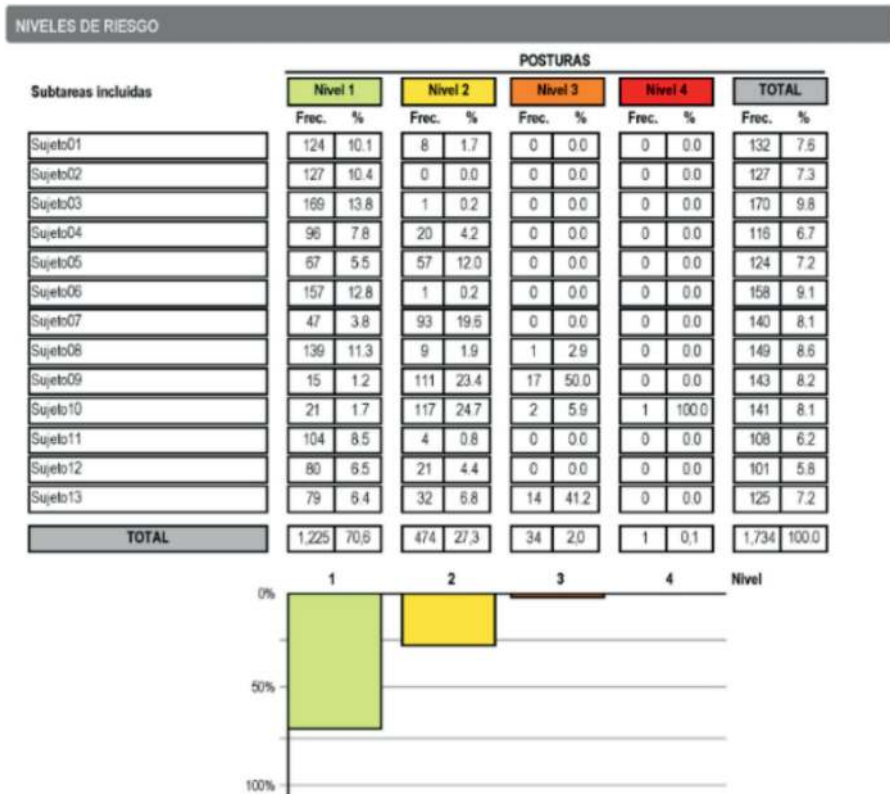 NIVELES DE RIESGO
POSTURAS
Subtareas incluidas Nivel 1 Nivel 2 Nivel 3 Nivel 4 TOTAL
Frec. % Frec. % Frec. % Frec. % Frec. %
Sujeto01 124 10.1 8 1.7 0 0.0 0 0.0 132 7.6
Sujeto02 127 10.4 0 0.0 0 0.0 0 0.0 127 7.3
Sujeto03 169 13.8 1 0.2 0 0.0 0 0.0 170 9.8
Sujeto04 96 7.8 20 4.2 0 0.0 0 0.0 116 6.7
Sujeto05 67 5.5 57 12.0 0 0.0 0 0.0 124 7.2
Sujeto06 157 12.8 1 0.2 0 0.0 0 0.0 158 9.1
Sujeto07 47 3.8 93 19.6 0 0.0 0 0.0 140 8.1
Sujeto08 139 11.3 9 1.9 1 2.9 0 0.0 149 8.6
Sujeto09 15 1.2 111 23.4 17 50.0 0 0.0 143 8.2
Sujeto10 21 1.7 117 24.7 2 5.9 1 100.0 141 8.1
Sujeto11 104 8.5 4 0.8 0 0.0 0 0.0 108 6.2
Sujeto12 80 6.5 21 4.4 0 0.0 0 0.0 101 5.8
Sujeto13 79 6.4 32 6.8 14 41.2 0 0.0 125 7.2
TOTAL 1,225 70,6 474 27,3 34 2,0 1 0,1 1,734 100.0
1 2 3 4 Nivel
0%
50%
100%